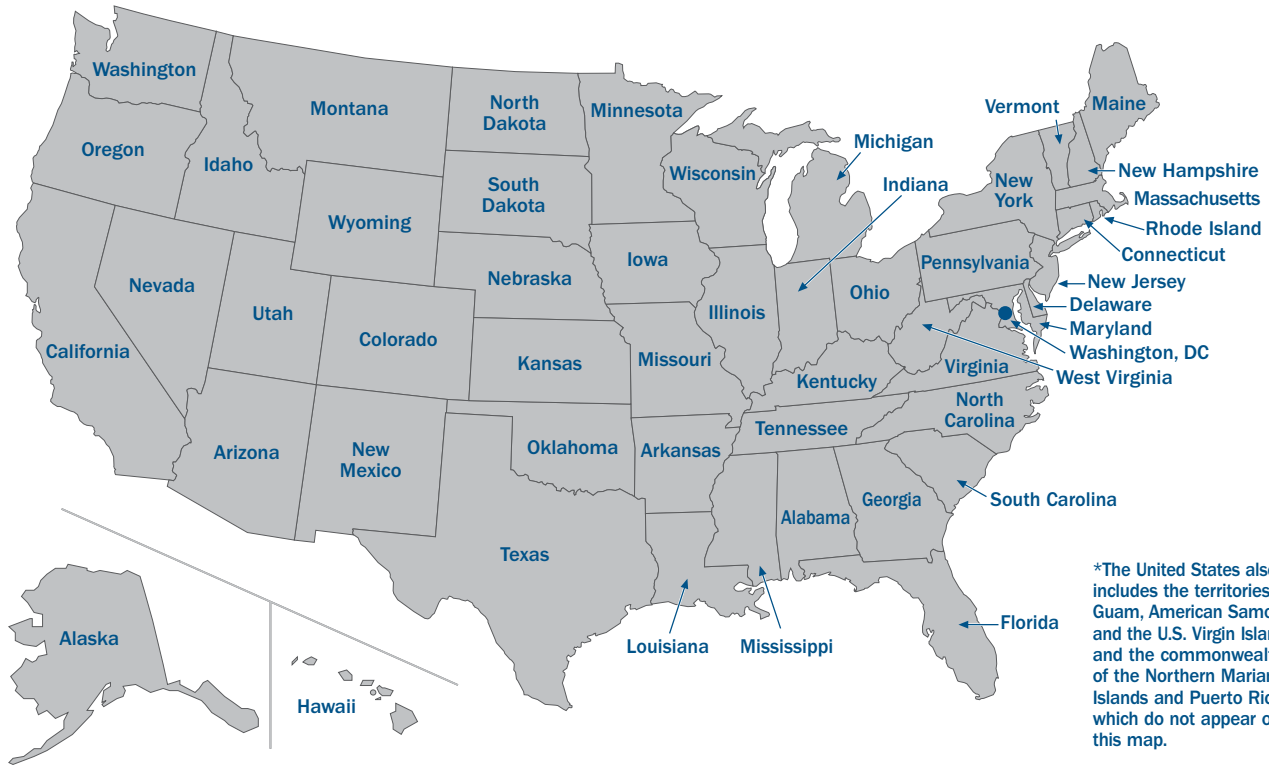 Washington
Montana
North
Dakota
Minnesota
Vermont
Maine
Oregon
Idaho
Michigan
Wisconsin
New Hampshire
South
Dakota
Indiana
New
York
Massachusetts
Wyoming
Rhode Island
Connecticut
Iowa
Pennsylvania
Nebraska
New Jersey
Nevada
Ohio
Delaware
Utah
Illinois
Maryland
Colorado
California
Washington, DC
Kansas
Missouri
Virginia
West Virginia
Kentucky
North
Carolina
Tennessee
Arizona
New
Mexico
Oklahoma
Arkansas
South Carolina
Georgia
Alabama
Texas
Florida
Alaska
Louisiana
Mississippi
Hawaii
*The United States also
includes the territories
Guam, American Samo
and the U.S. Virgin Islan
and the commonwealt
of the Northern Marian
Islands and Puerto Ric
which do not appear o
this map.